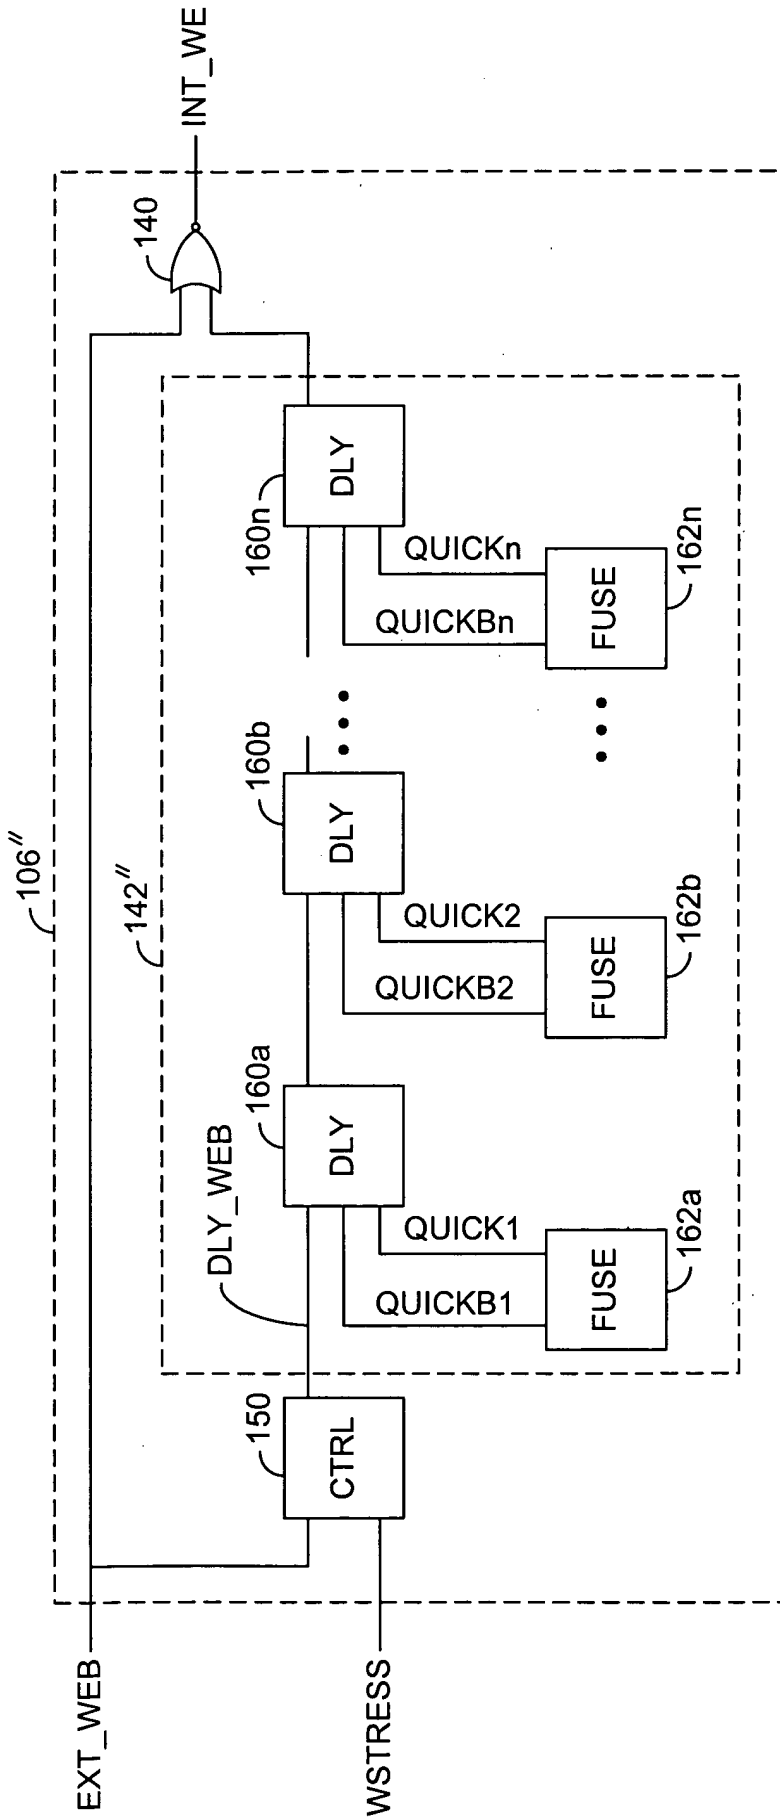 106″
EXT_WEB
INT_WE
140
142″
DLY_WEB
150
160a
160b
160n
CTRL
DLY
DLY
DLY
WSTRESS
QUICKB1
QUICK1
QUICKB2
QUICK2
QUICKBn
QUICKn
FUSE
FUSE
FUSE
162a
162b
162n